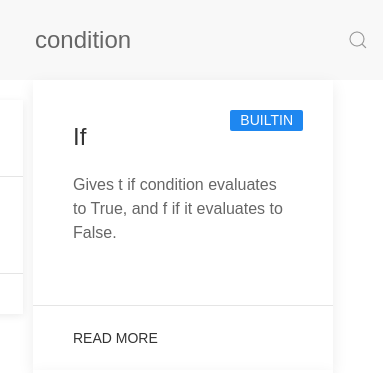 condition
BUILTIN
If
Gives t if condition evaluates
to True, and f if it evaluates to
False.
READ MORE